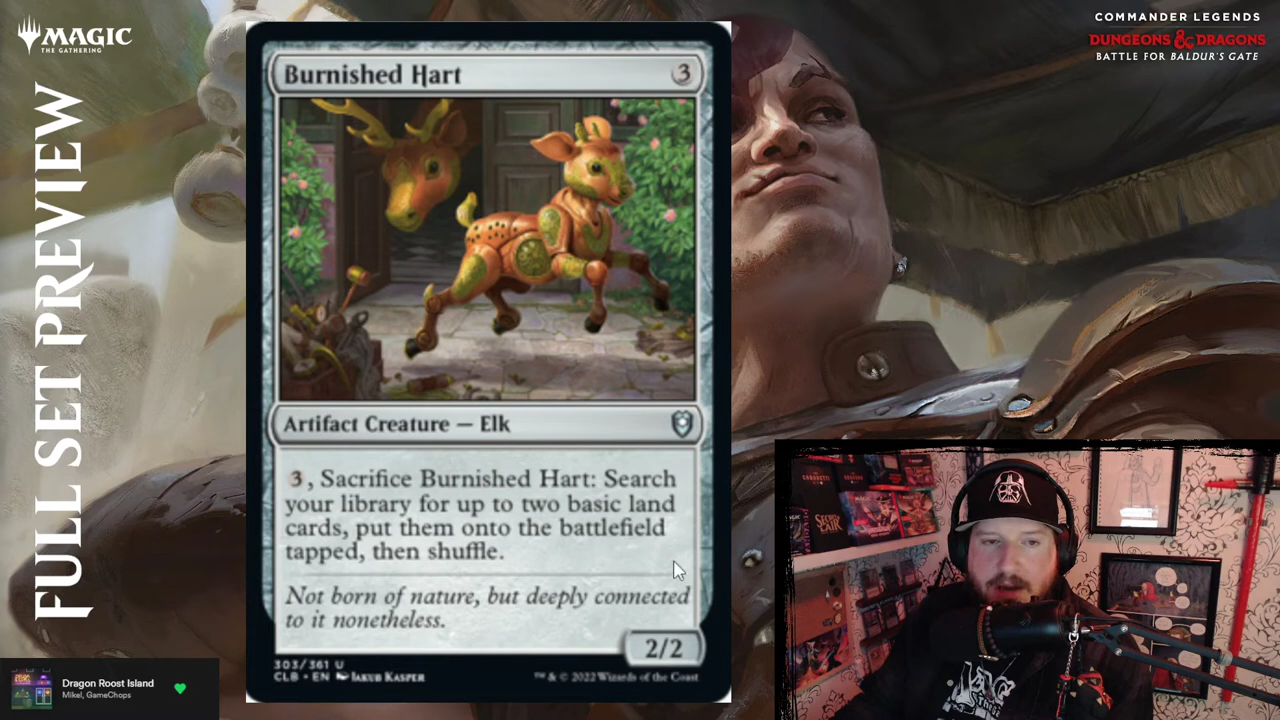 MAGIC
THE GATHERING
FULL SET PREVIEW
COMMANDER LEGENDS
DUNGEONS & DRAGONS
BATTLE FOR BALDUR'S GATE
Burnished Hart 3
Artifact Creature — Elk
3, Sacrifice Burnished Hart: Search
your library for up to two basic land
cards, put them onto the battlefield
tapped, then shuffle.
Not born of nature, but deeply connected
to it nonetheless.
2/2
303/361 U
CLB • EN Jakub Kasper
™ & © 2022 Wizards of the Coast
Dragon Roost Island
Mikel, GameChops
SECRET
LAIR